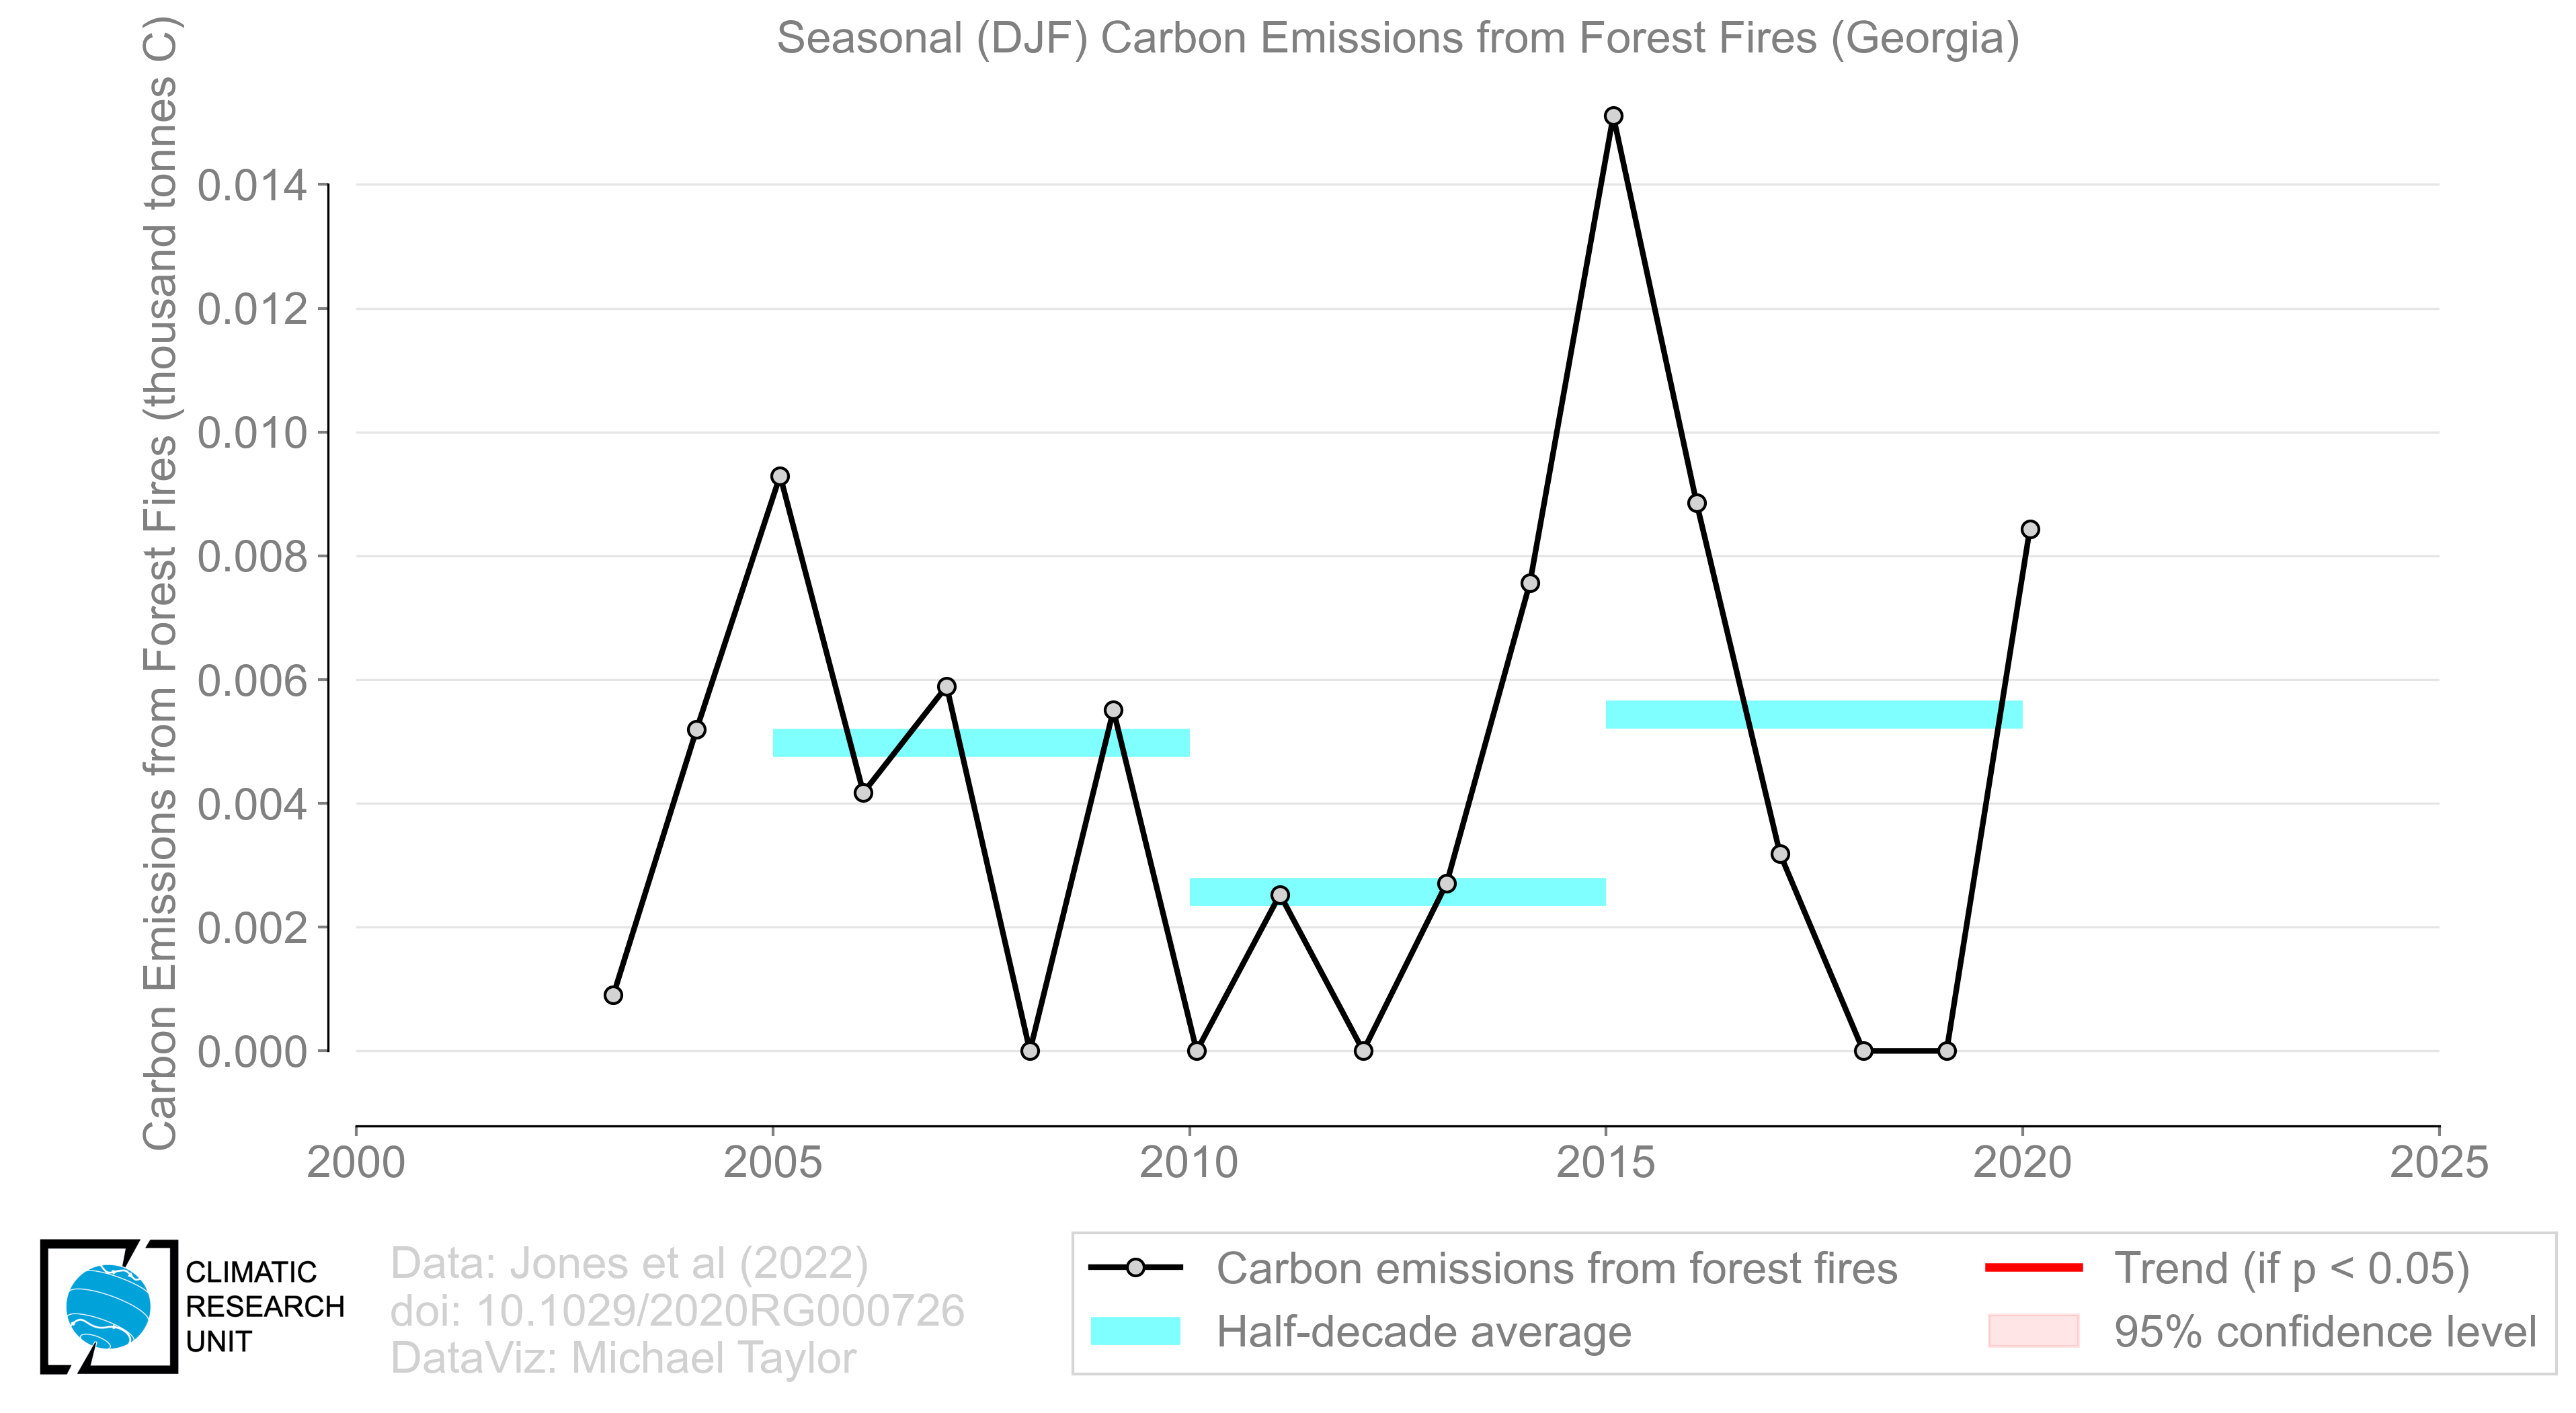 Seasonal (DJF) Carbon Emissions from Forest Fires (Georgia)
Carbon Emissions from Forest Fires (thousand tonnes C)
0.014
0.012
0.010
0.008
0.006
0.004
0.002
0.000
2000 2005 2010 2015 2020 2025
CLIMATIC
RESEARCH
UNIT
Data: Jones et al (2022)
doi: 10.1029/2020RG000726
DataViz: Michael Taylor
Carbon emissions from forest fires
Half-decade average
Trend (if p < 0.05)
95% confidence level